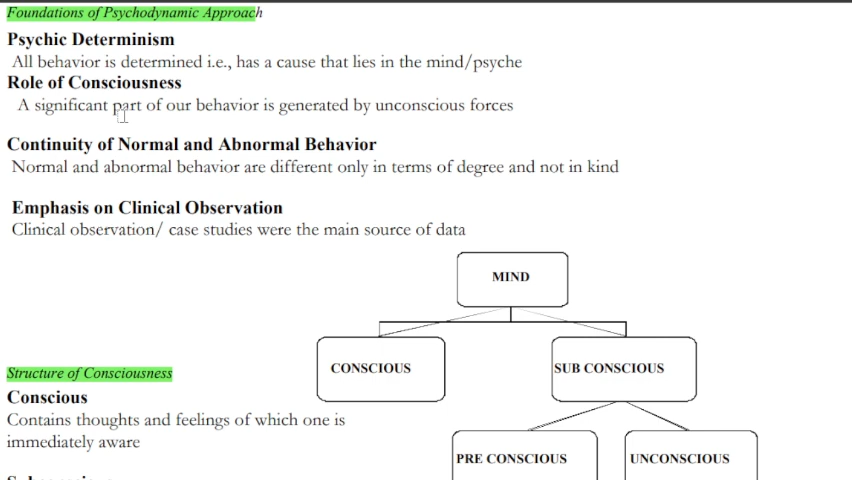 Foundations of Psychodynamic Approach
Psychic Determinism
All behavior is determined i.e., has a cause that lies in the mind/psyche
Role of Consciousness
A significant part of our behavior is generated by unconscious forces
Continuity of Normal and Abnormal Behavior
Normal and abnormal behavior are different only in terms of degree and not in kind
Emphasis on Clinical Observation
Clinical observation/ case studies were the main source of data
MIND
CONSCIOUS
SUB CONSCIOUS
Structure of Consciousness
Conscious
Contains thoughts and feelings of which one is
immediately aware
PRE CONSCIOUS
UNCONSCIOUS